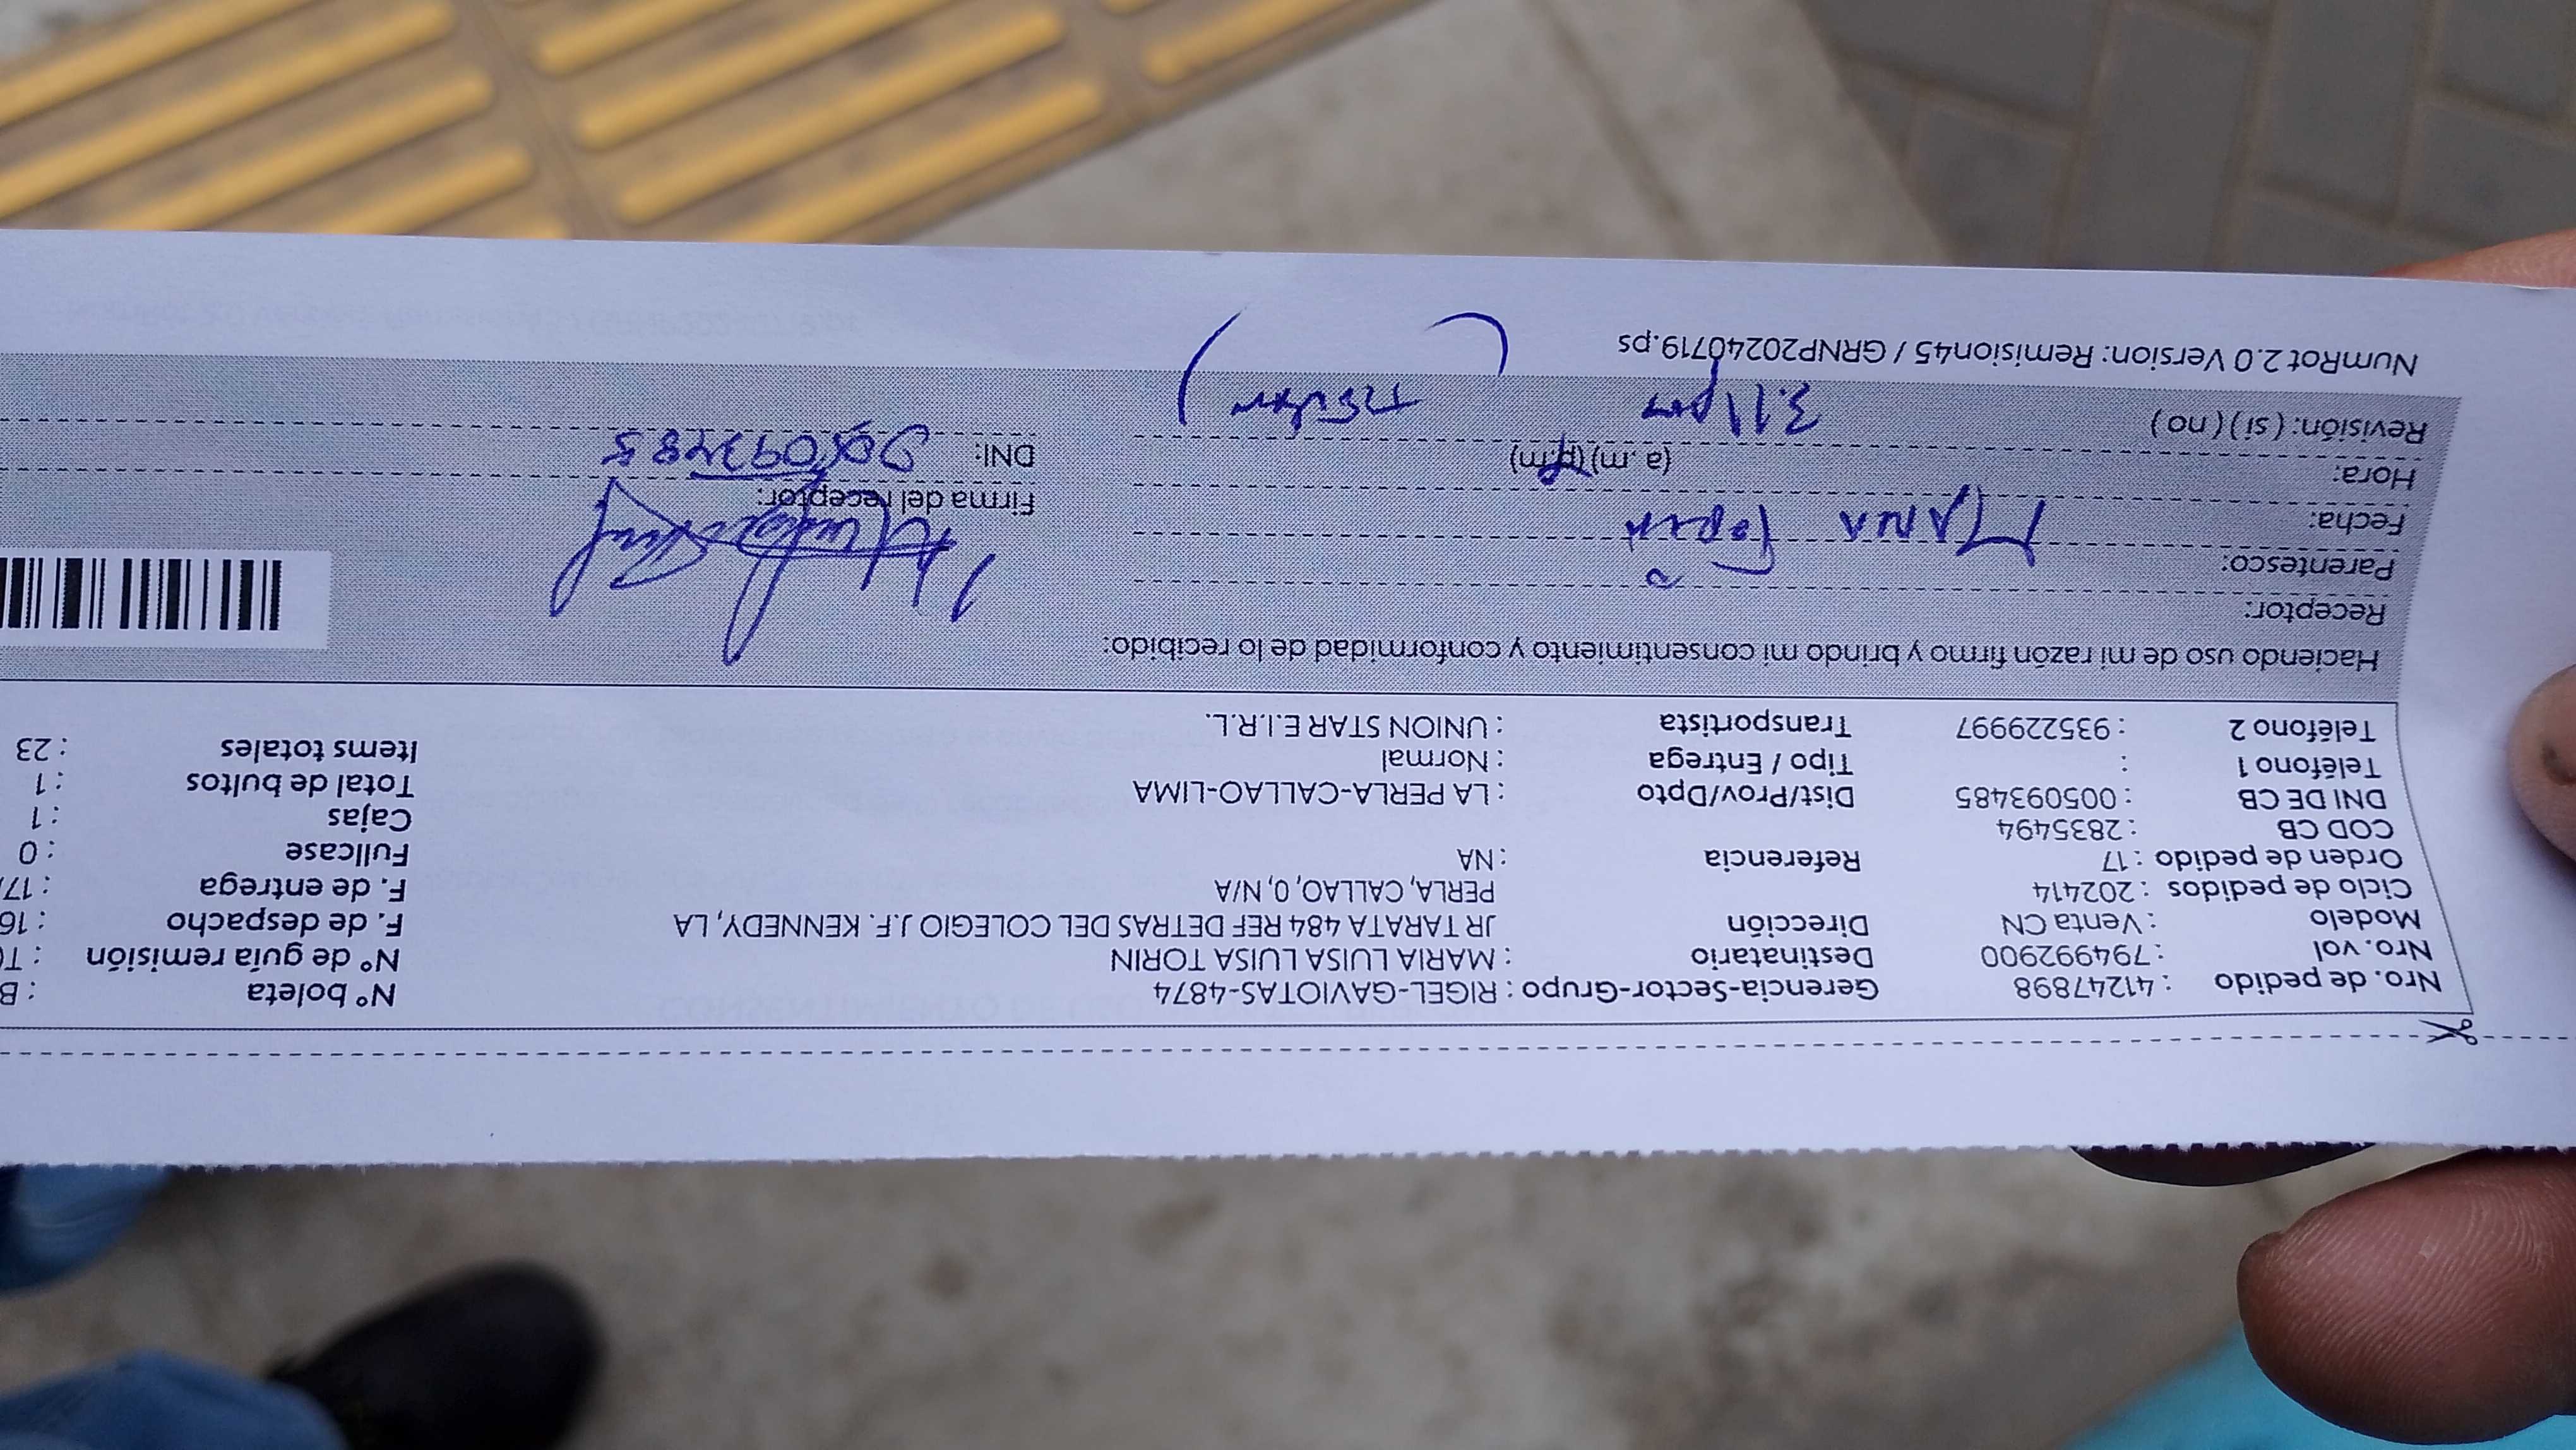 Nro. de pedido : 41247898 Gerencia-Sector-Grupo : RIGEL-GAVIOTAS-4874 N° boleta : B
Nro. vol : 794992900 Destinatario : MARIA LUISA LUISA TORIN N° de guía remisión : T
Modelo : Venta CN Dirección JR TARATA 484 REF DETRAS DEL COLEGIO J.F. KENNEDY, LA F. de despacho : 16
Ciclo de pedidos : 202414 PERLA, CALLAO, 0, N/A F. de entrega : 17
Orden de pedido : 17 Referencia : NA Fullcase : 0
COD CB : 2835494 Cajas : 1
DNI DE CB : 005093485 Dist/Prov/Dpto : LA PERLA-CALLAO-LIMA Total de bultos : 1
Teléfono 1 : Tipo / Entrega : Normal Items totales : 23
Teléfono 2 : 935229997 Transportista : UNION STAR E.I.R.L.
Haciendo uso de mi razón firmo y brindo mi consentimiento y conformidad de lo recibido:
Receptor:
Parentesco:
Fecha: Firma del receptor:
Hora: (a .m) (p.m) DNI:
Revisión: ( si ) ( no ) 3.11 pm
NumRot 2.0 Version: Remision45 / GRNP20240719.ps